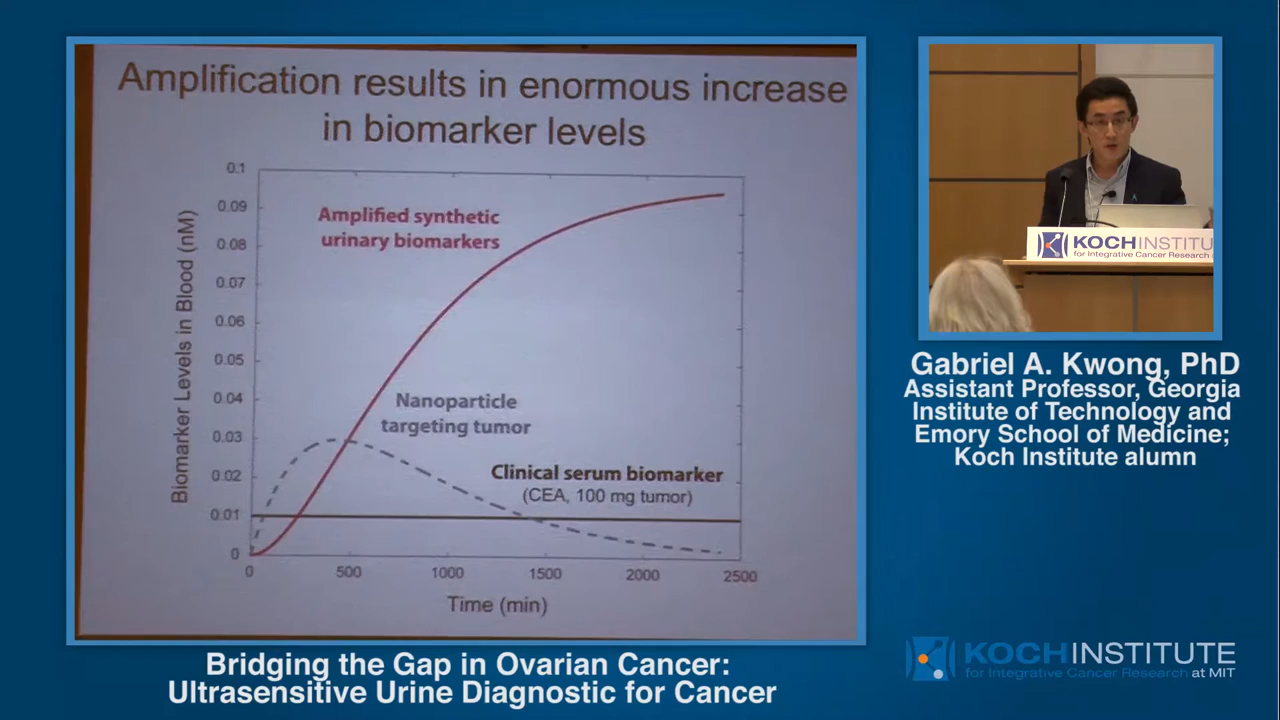 Amplification results in enormous increase
in biomarker levels
Biomarker Levels in Blood (nM)
0.1
0.09
0.08
0.07
0.06
0.05
0.04
0.03
0.02
0.01
0
0
500
1000
1500
2000
2500
Time (min)
Amplified synthetic
urinary biomarkers
Nanoparticle
targeting tumor
Clinical serum biomarker
(CEA, 100 mg tumor)
KOCH INSTITU
for Integrative Cancer Research
Gabriel A. Kwong, PhD
Assistant Professor, Georgia
Institute of Technology and
Emory School of Medicine;
Koch Institute alumn
Bridging the Gap in Ovarian Cancer:
Ultrasensitive Urine Diagnostic for Cancer
KOCH INSTITUTE
for Integrative Cancer Research at MIT